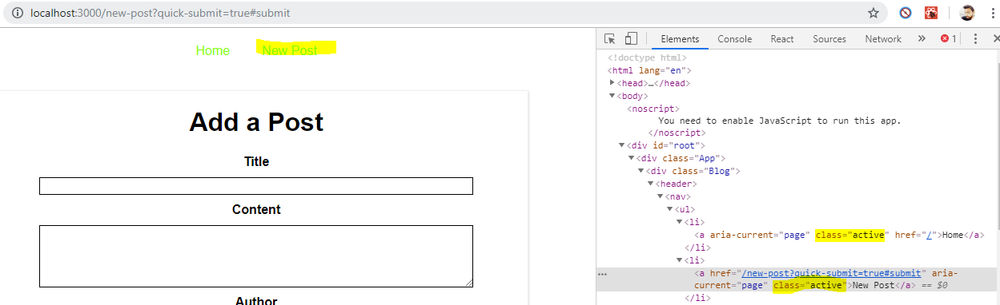 localhost:3000/new-post?quick-submit=true#submit
Home New Post
Add a Post
Title
Content
Author
Elements Console React Sources Network » 1
<!doctype html>
<html lang="en">
<head>…</head>
<body>
<noscript>
You need to enable JavaScript to run this app.
</noscript>
<div id="root">
<div class="App">
<div class="Blog">
<header>
<nav>
<ul>
<li>
<a aria-current="page" class="active" href="/">Home</a>
</li>
<li>
<a href="/new-post?quick-submit=true#submit" aria-
current="page" class="active">New Post</a> == $0
</li>